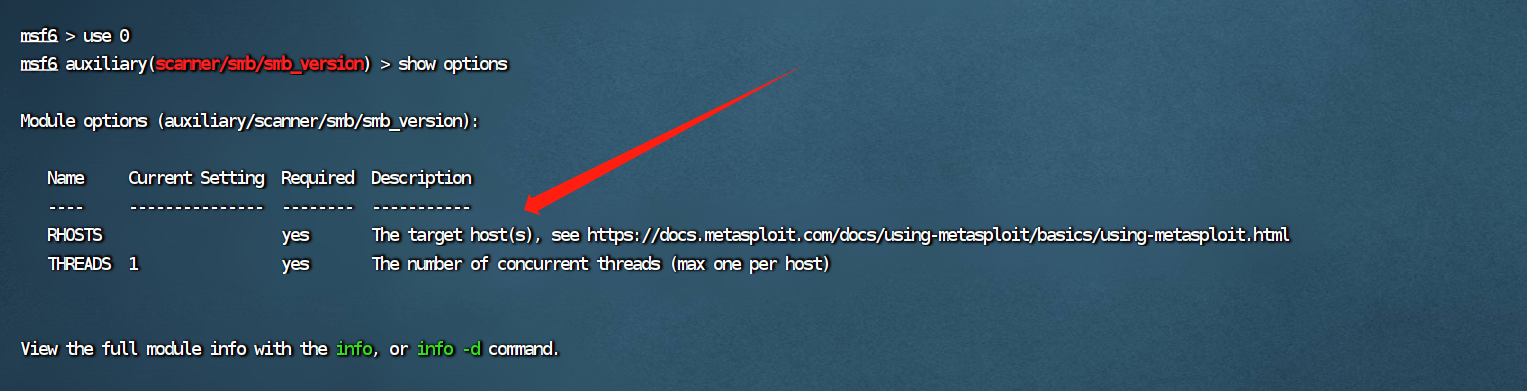 msf6 > use 0
msf6 auxiliary(scanner/smb/smb_version) > show options
Module options (auxiliary/scanner/smb/smb_version):
Name Current Setting Required Description
---- --------------- -------- -----------
RHOSTS yes The target host(s), see https://docs.metasploit.com/docs/using-metasploit/basics/using-metasploit.html
THREADS 1 yes The number of concurrent threads (max one per host)
View the full module info with the info, or info -d command.